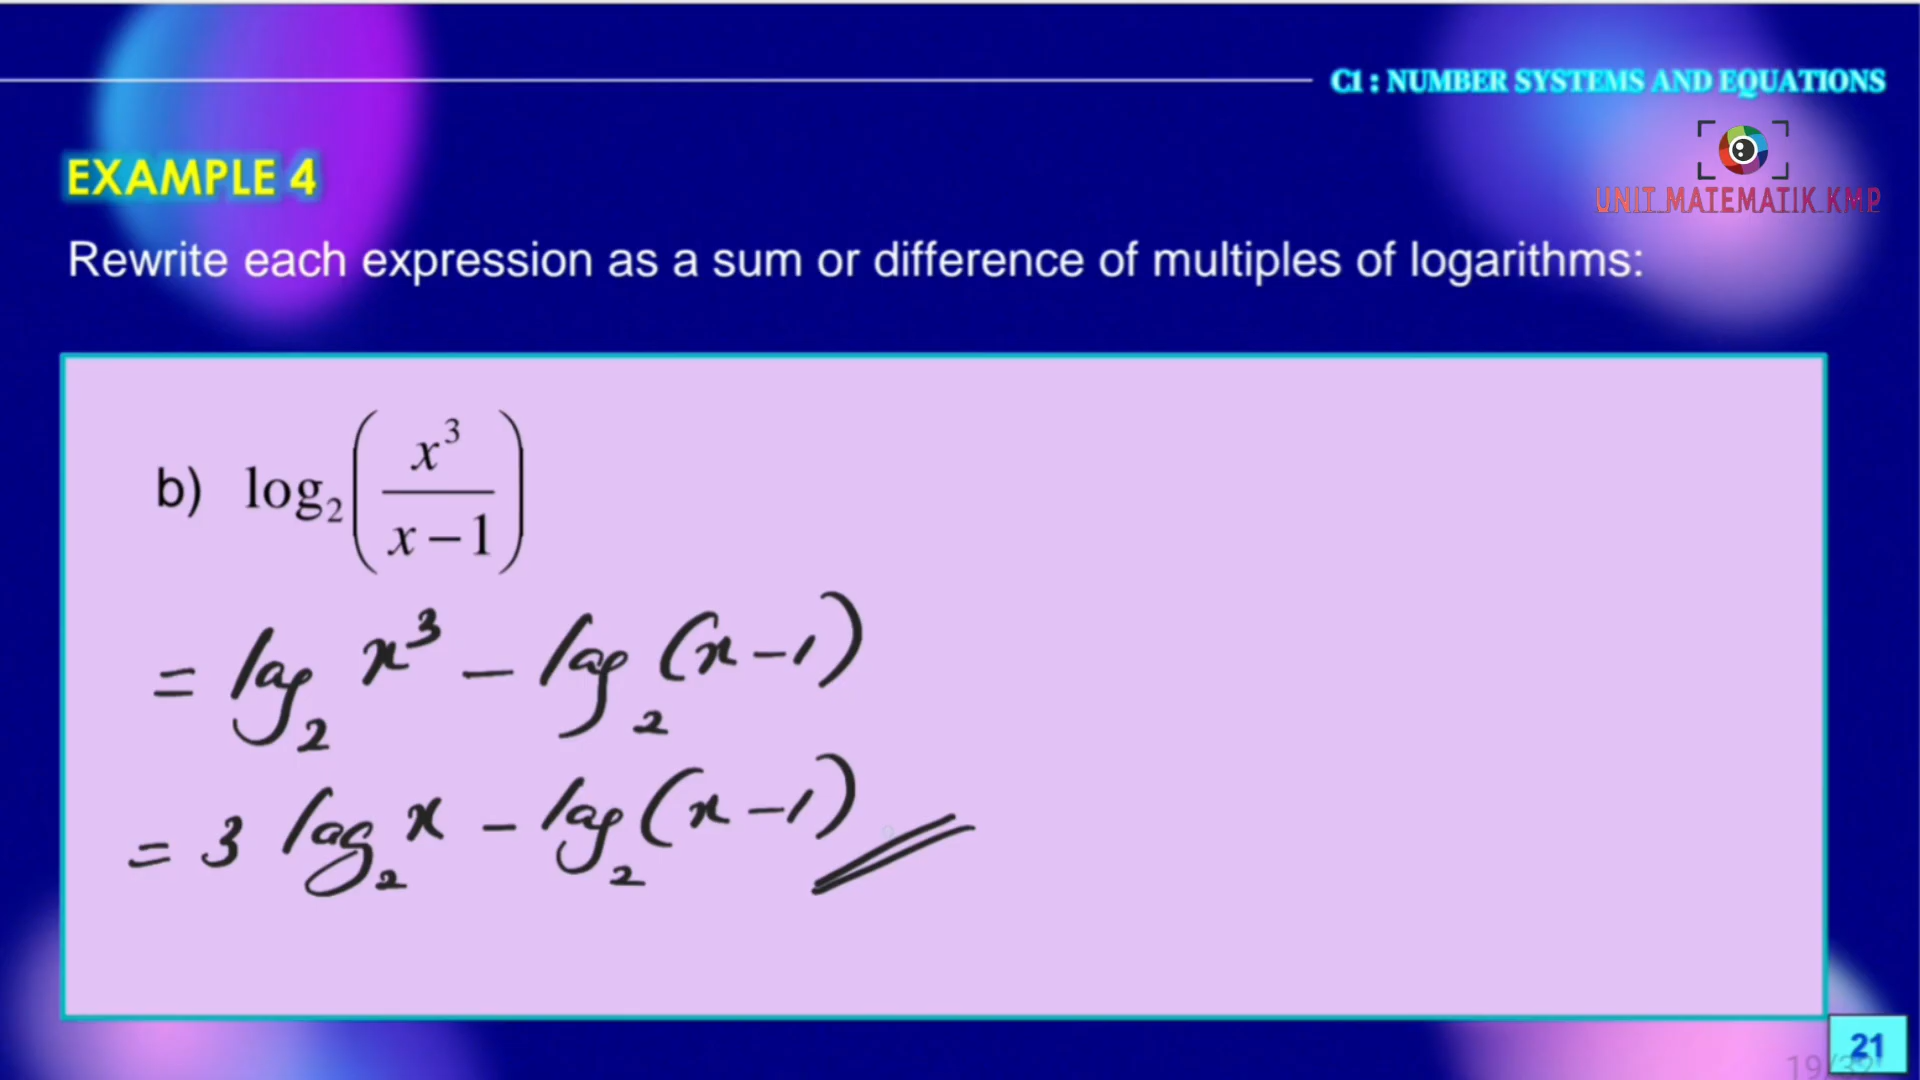 C1 : NUMBER SYSTEMS AND EQUATIONS
UNIT MATEMATIK KMP
EXAMPLE 4
Rewrite each expression as a sum or difference of multiples of logarithms:
b) log₂(x³/(x − 1))
= log₂ x³ − log₂ (x − 1)
= 3 log₂ x − log₂ (x − 1)
21